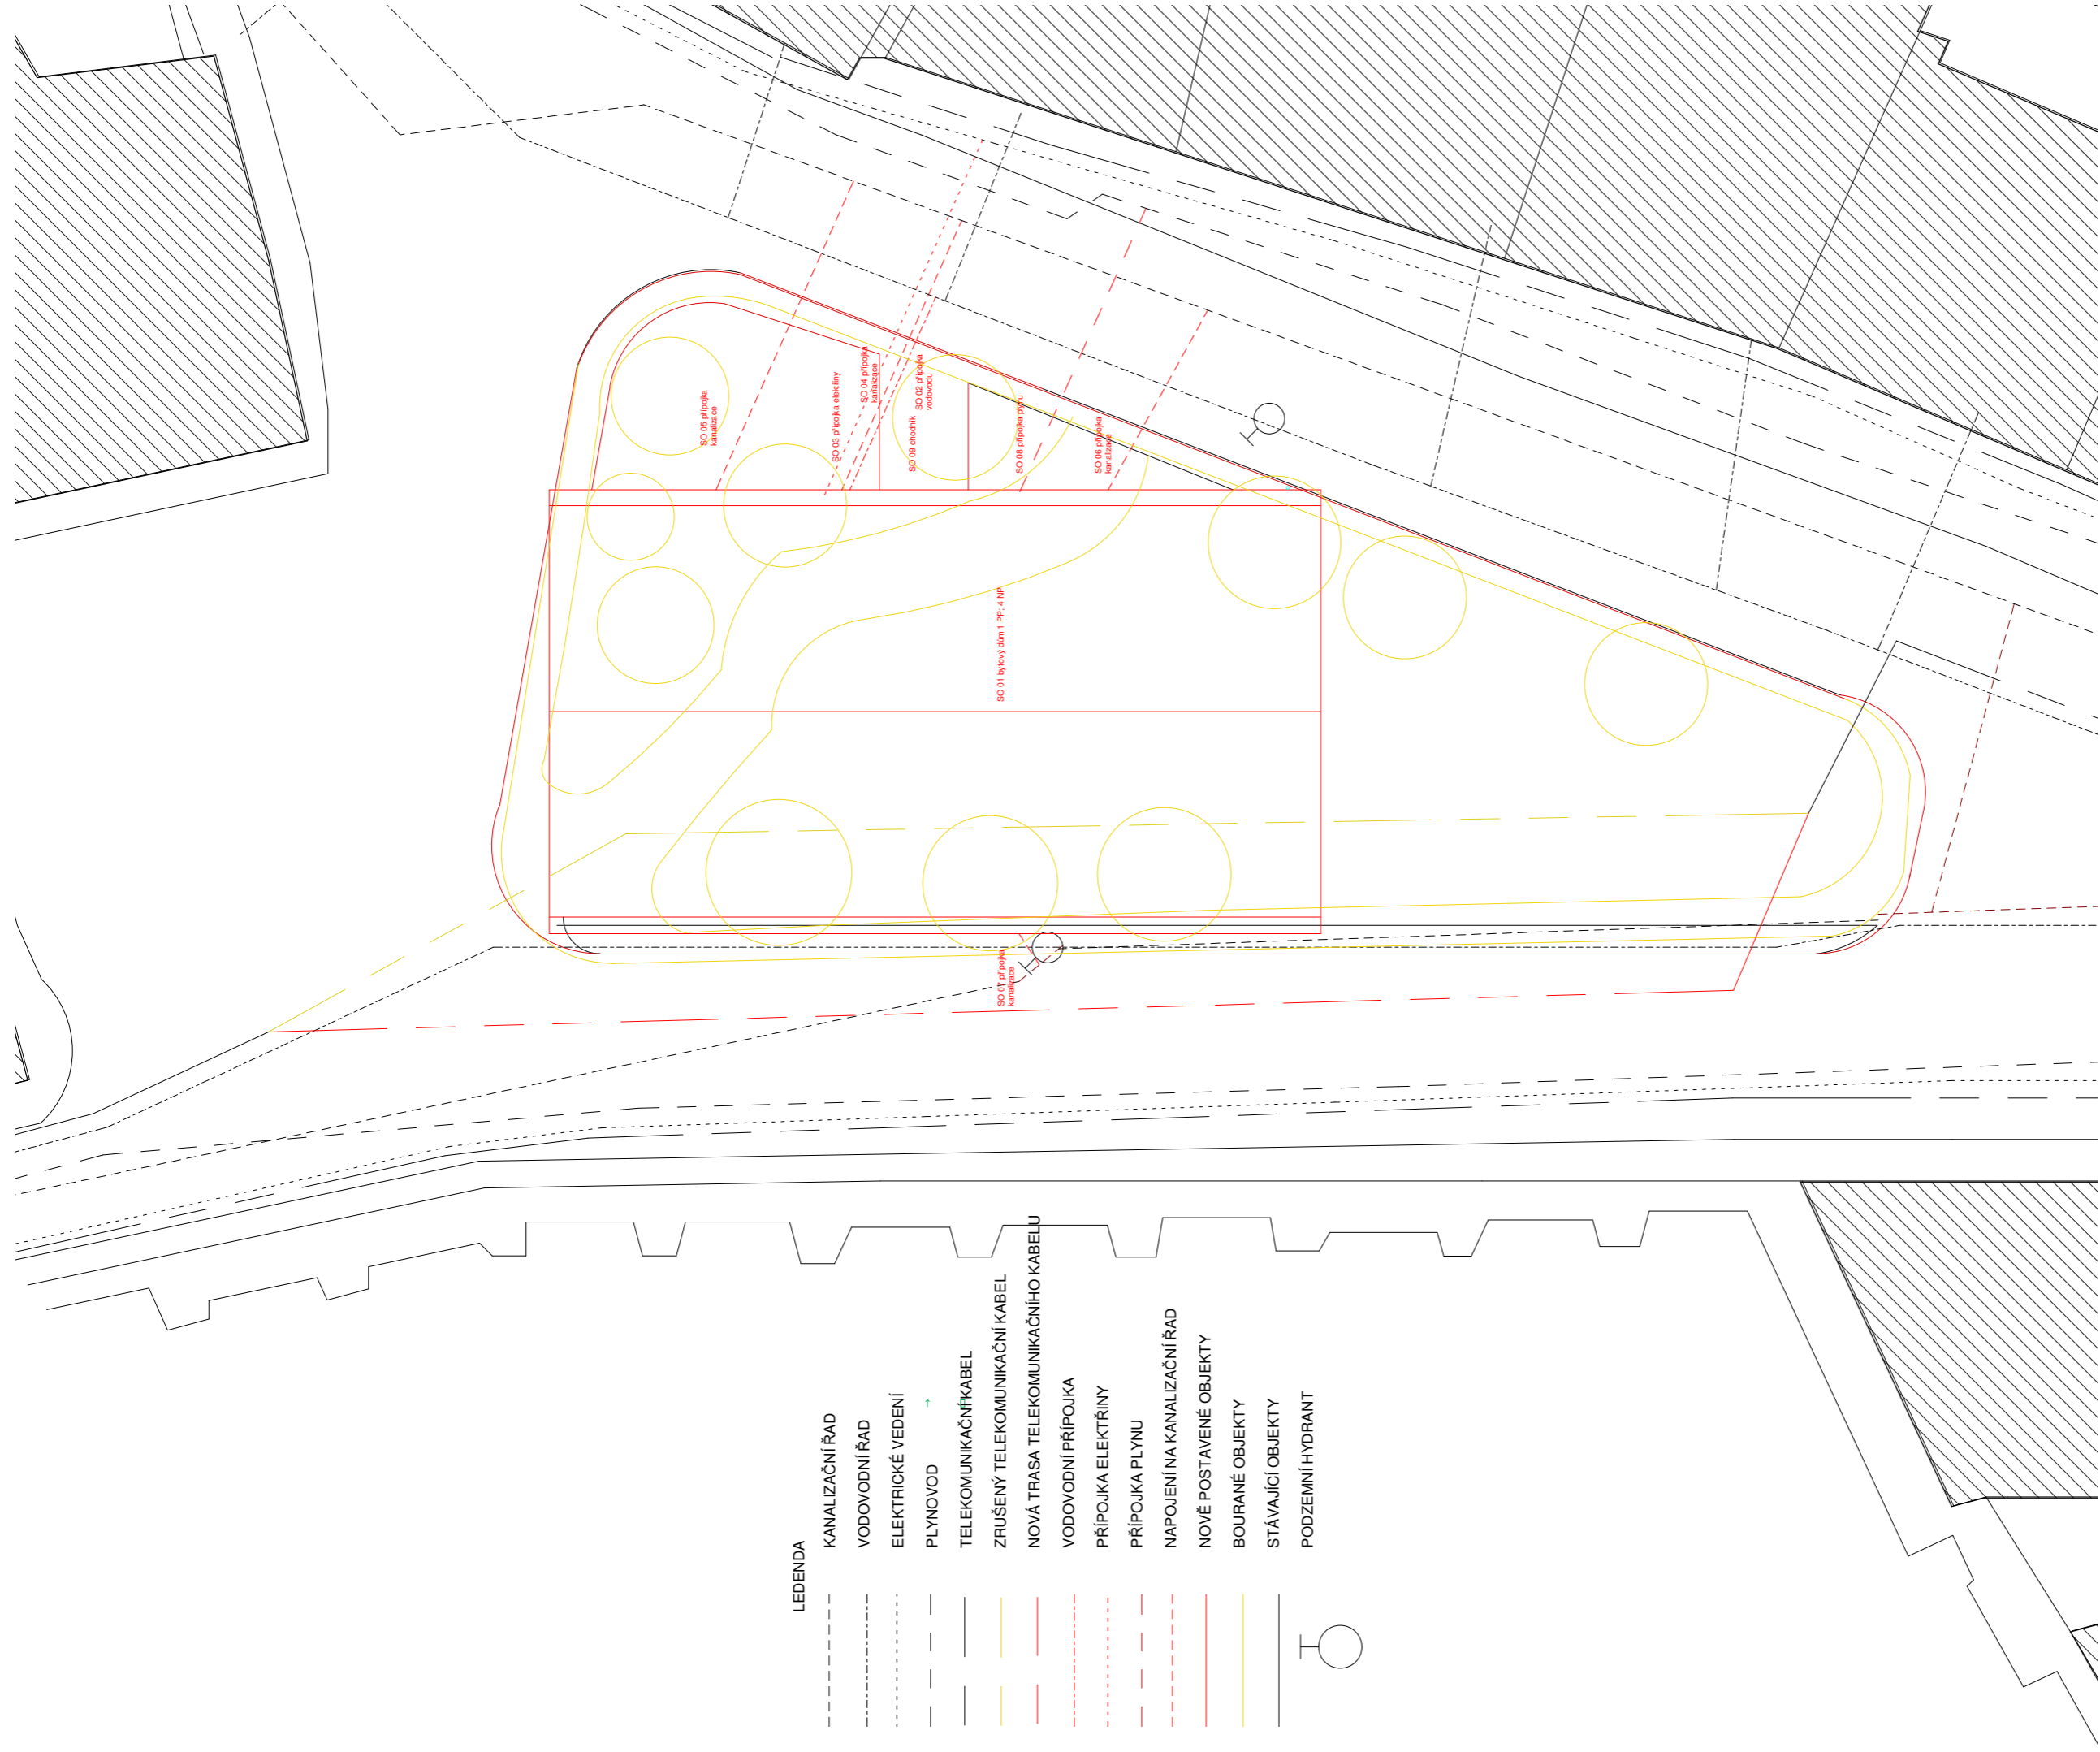 SO 05 přípojka
kanalizace
SO 03 přípojka elektřiny
SO 04 přípojka
kanalizace
SO 09 chodník
SO 02 přípojka
vodovodu
SO 08 přípojka plynu
SO 06 přípojka
kanalizace
SO 01 bytový dům 1 PP; 4 NP
SO 07 přípojka
kanalizace
LEDENDA
KANALIZAČNÍ ŘAD
VODOVODNÍ ŘAD
ELEKTRICKÉ VEDENÍ
PLYNOVOD
TELEKOMUNIKAČNÍ KABEL
ZRUŠENÝ TELEKOMUNIKAČNÍ KABEL
NOVÁ TRASA TELEKOMUNIKAČNÍHO KABELU
VODOVODNÍ PŘÍPOJKA
PŘÍPOJKA ELEKTŘINY
PŘÍPOJKA PLYNU
NAPOJENÍ NA KANALIZAČNÍ ŘAD
NOVĚ POSTAVENÉ OBJEKTY
BOURANÉ OBJEKTY
STÁVAJÍCÍ OBJEKTY
PODZEMNÍ HYDRANT